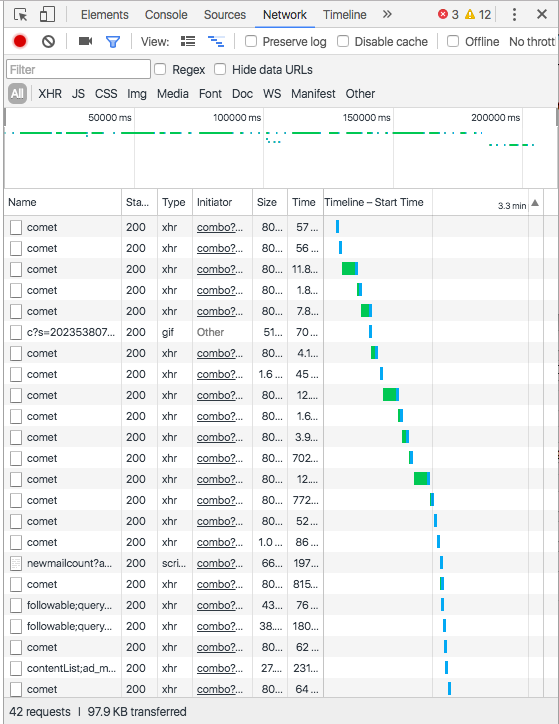 Elements Console Sources Network Timeline » 3 12
View: Preserve log Disable cache Offline No thrott
Filter Regex Hide data URLs
All XHR JS CSS Img Media Font Doc WS Manifest Other
50000 ms 100000 ms 150000 ms 200000 ms
Name Sta... Type Initiator Size Time Timeline – Start Time 3.3 min
comet 200 xhr combo?... 80... 57 ...
comet 200 xhr combo?... 80... 56 ...
comet 200 xhr combo?... 80... 11.8...
comet 200 xhr combo?... 80... 1.8...
comet 200 xhr combo?... 80... 7.8...
c?s=202353807... 200 gif Other 51... 70 ...
comet 200 xhr combo?... 80... 4.1...
comet 200 xhr combo?... 1.6 ... 45 ...
comet 200 xhr combo?... 80... 12....
comet 200 xhr combo?... 80... 1.6...
comet 200 xhr combo?... 80... 3.9...
comet 200 xhr combo?... 80... 702...
comet 200 xhr combo?... 80... 12....
comet 200 xhr combo?... 80... 772...
comet 200 xhr combo?... 80... 52 ...
comet 200 xhr combo?... 1.0 ... 86 ...
newmailcount?a... 200 scri... combo?... 66... 197...
comet 200 xhr combo?... 80... 815...
followable;query... 200 xhr combo?... 43... 76 ...
followable;query... 200 xhr combo?... 38.... 180...
comet 200 xhr combo?... 80... 62 ...
contentList;ad_m... 200 xhr combo?... 27.... 231...
comet 200 xhr combo?... 80... 64 ...
42 requests | 97.9 KB transferred